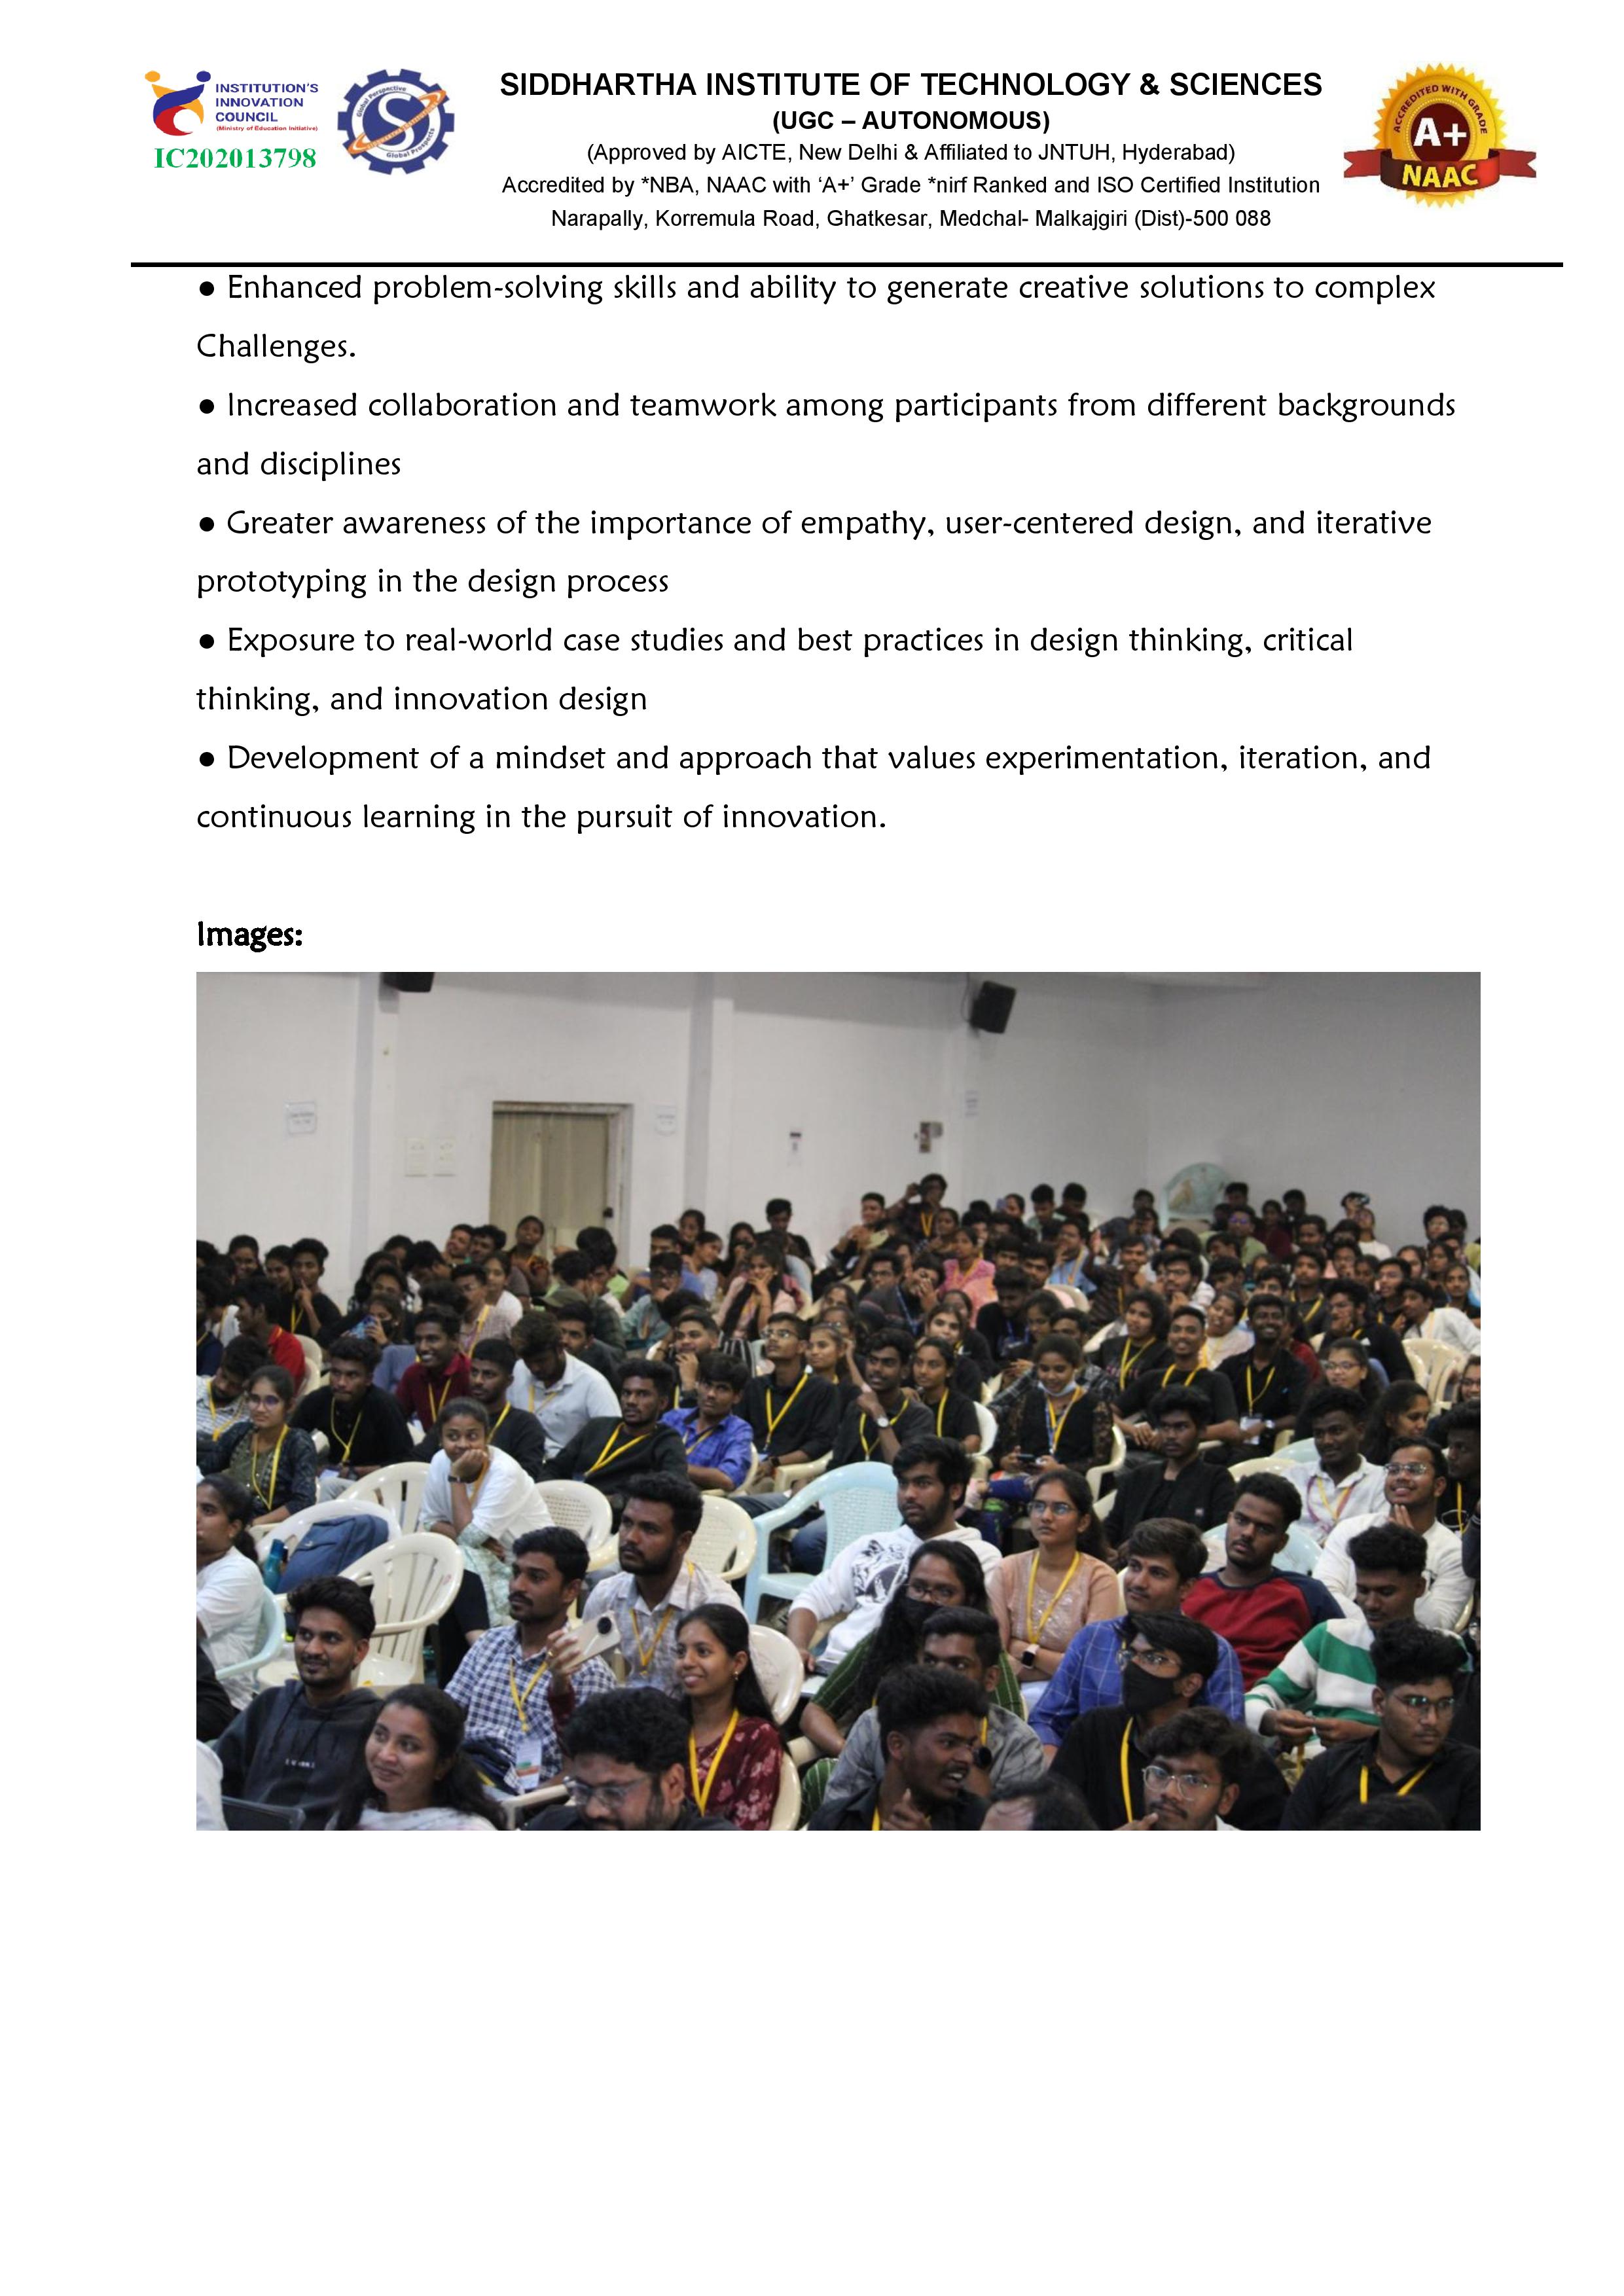 INSTITUTION'S
INNOVATION
COUNCIL
(Ministry of Education Initiative)
IC202013798
Global Perspective
S
Global Prospects
SIDDHARTHA INSTITUTE OF TECHNOLOGY & SCIENCES
(UGC – AUTONOMOUS)
(Approved by AICTE, New Delhi & Affiliated to JNTUH, Hyderabad)
Accredited by *NBA, NAAC with ‘A+’ Grade *nirf Ranked and ISO Certified Institution
Narapally, Korremula Road, Ghatkesar, Medchal- Malkajgiri (Dist)-500 088
ACCREDITED WITH GRADE
A+
NAAC
● Enhanced problem-solving skills and ability to generate creative solutions to complex
Challenges.
● Increased collaboration and teamwork among participants from different backgrounds
and disciplines
● Greater awareness of the importance of empathy, user-centered design, and iterative
prototyping in the design process
● Exposure to real-world case studies and best practices in design thinking, critical
thinking, and innovation design
● Development of a mindset and approach that values experimentation, iteration, and
continuous learning in the pursuit of innovation.
Images: